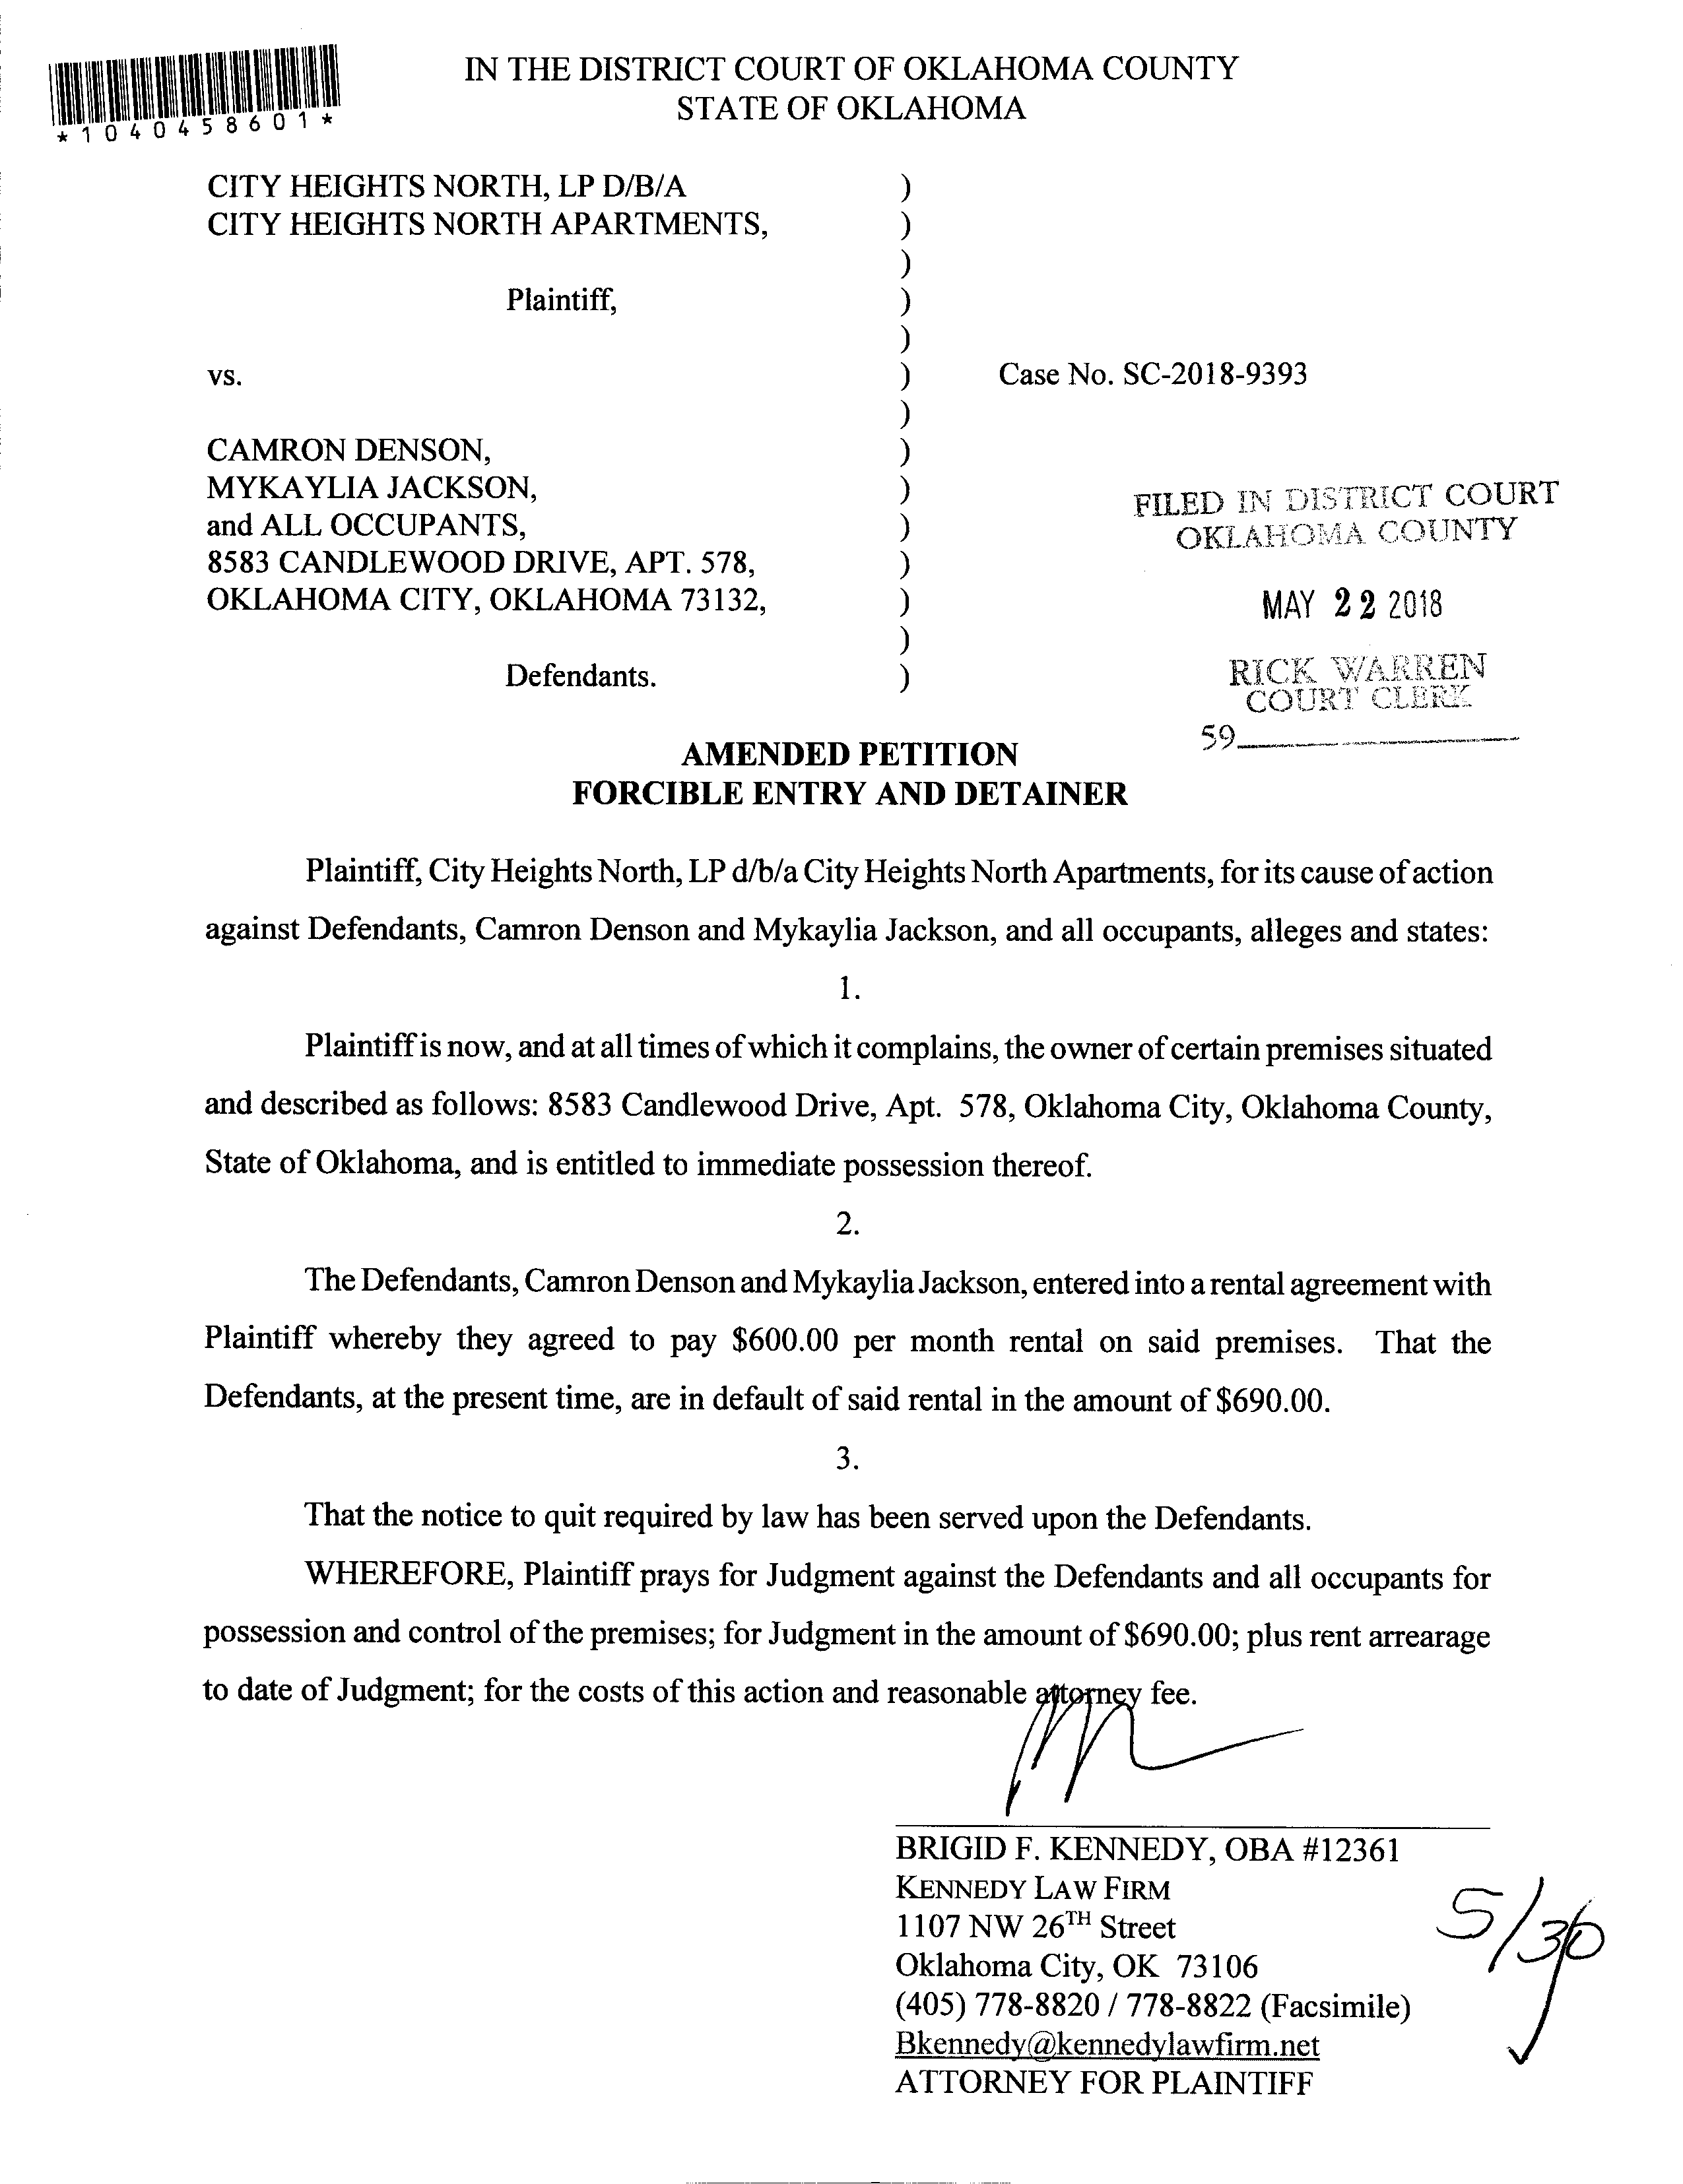 IN THE DISTRICT COURT OF OKLAHOMA COUNTY
STATE OF OKLAHOMA
*1040458601*
CITY HEIGHTS NORTH, LP D/B/A )
CITY HEIGHTS NORTH APARTMENTS, )
)
Plaintiff, )
)
vs. ) Case No. SC-2018-9393
)
CAMRON DENSON, )
MYKAYLIA JACKSON, )
and ALL OCCUPANTS, )
8583 CANDLEWOOD DRIVE, APT. 578, )
OKLAHOMA CITY, OKLAHOMA 73132, )
)
Defendants. )
FILED IN DISTRICT COURT
OKLAHOMA COUNTY
MAY 22 2018
RICK WARREN
COURT CLERK
59
AMENDED PETITION
FORCIBLE ENTRY AND DETAINER
Plaintiff, City Heights North, LP d/b/a City Heights North Apartments, for its cause of action
against Defendants, Camron Denson and Mykaylia Jackson, and all occupants, alleges and states:
1.
Plaintiff is now, and at all times of which it complains, the owner of certain premises situated
and described as follows: 8583 Candlewood Drive, Apt. 578, Oklahoma City, Oklahoma County,
State of Oklahoma, and is entitled to immediate possession thereof.
2.
The Defendants, Camron Denson and Mykaylia Jackson, entered into a rental agreement with
Plaintiff whereby they agreed to pay $600.00 per month rental on said premises. That the
Defendants, at the present time, are in default of said rental in the amount of $690.00.
3.
That the notice to quit required by law has been served upon the Defendants.
WHEREFORE, Plaintiff prays for Judgment against the Defendants and all occupants for
possession and control of the premises; for Judgment in the amount of $690.00; plus rent arrearage
to date of Judgment; for the costs of this action and reasonable attorney fee.
BRIGID F. KENNEDY, OBA #12361
KENNEDY LAW FIRM
1107 NW 26TH Street
Oklahoma City, OK 73106
(405) 778-8820 / 778-8822 (Facsimile)
Bkennedy@kennedylawfirm.net
ATTORNEY FOR PLAINTIFF
5/30